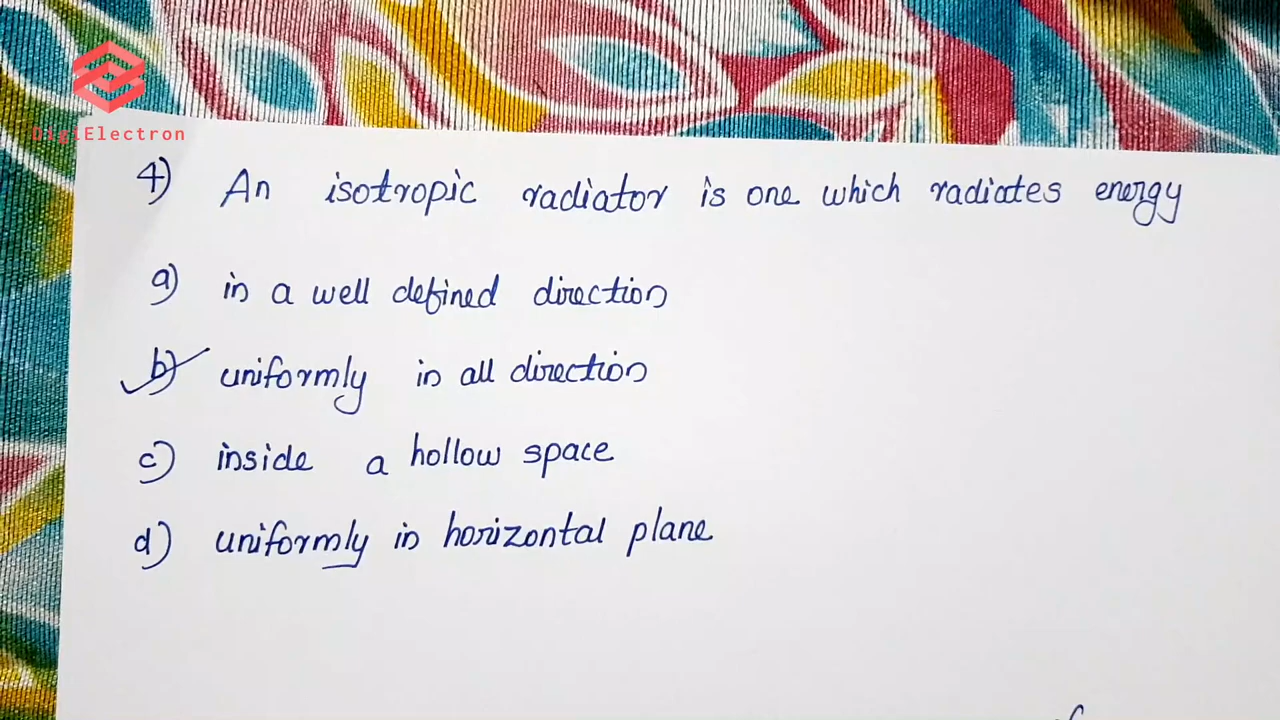 DigiElectron
4) An isotropic radiator is one which radiates energy
a) in a well defined direction
b) uniformly in all direction
c) inside a hollow space
d) uniformly in horizontal plane